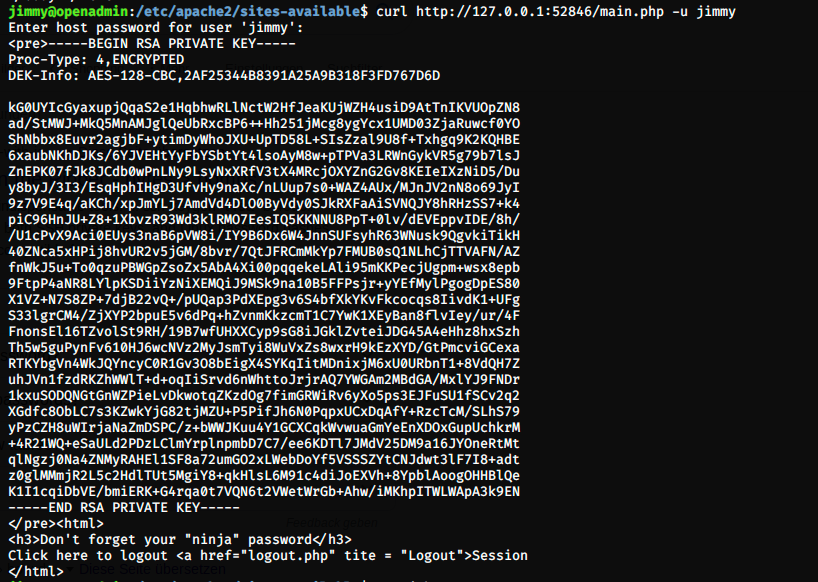 jimmy@openadmin:/etc/apache2/sites-available$ curl http://127.0.0.1:52846/main.php -u jimmy
Enter host password for user 'jimmy':
<pre>-----BEGIN RSA PRIVATE KEY-----
Proc-Type: 4,ENCRYPTED
DEK-Info: AES-128-CBC,2AF25344B8391A25A9B318F3FD767D6D

kG0UYIcGyaxupjQqaS2e1HqbhwRLlNctW2HfJeaKUjWZH4usiD9AtTnIKVUOpZN8
ad/StMWJ+MkQ5MnAMJglQeUbRxcBP6++Hh251jMcg8ygYcx1UMD03ZjaRuwcf0YO
ShNbbx8Euvr2agjbF+ytimDyWhoJXU+UpTD58L+SIsZzal9U8f+Txhgq9K2KQHBE
6xaubNKhDJKs/6YJVEHtYyFbYSbtYt4lsoAyM8w+pTPVa3LRWnGykVR5g79b7lsJ
ZnEPK07fJk8JCdb0wPnLNy9LsyNxXRfV3tX4MRcjOXYZnG2Gv8KEIeIXzNiD5/Du
y8byJ/3I3/EsqHphIHgD3UfvHy9naXc/nLUup7s0+WAZ4AUx/MJnJV2nN8o69JyI
9z7V9E4q/aKCh/xpJmYLj7AmdVd4DlO0ByVdy0SJkRXFaAiSVNQJY8hRHzSS7+k4
piC96HnJU+Z8+1XbvzR93Wd3klRMO7EesIQ5KKNNU8PpT+0lv/dEVEppvIDE/8h/
/U1cPvX9Aci0EUys3naB6pVW8i/IY9B6Dx6W4JnnSUFsyhR63WNusk9QgvkiTikH
40ZNca5xHPij8hvUR2v5jGM/8bvr/7QtJFRCmMkYp7FMUB0sQ1NLhCjTTVAFN/AZ
fnWkJ5u+To0qzuPBWGpZsoZx5AbA4Xi00pqqekeLAli95mKKPecjUgpm+wsx8epb
9FtpP4aNR8LYlpKSDiiYzNiXEMQiJ9MSk9na10B5FFPsjr+yYEfMylPgogDpES80
X1VZ+N7S8ZP+7djB22vQ+/pUQap3PdXEpg3v6S4bfXkYKvFkcocqs8IivdK1+UFg
S33lgrCM4/ZjXYP2bpuE5v6dPq+hZvnmKkzcmT1C7YwK1XEyBan8flvIey/ur/4F
FnonsEl16TZvolSt9RH/19B7wfUHXXCyp9sG8iJGklZvteiJDG45A4eHhz8hxSzh
Th5w5guPynFv610HJ6wcNVz2MyJsmTyi8WuVxZs8wxrH9kEzXYD/GtPmcviGCexa
RTKYbgVn4WkJQYncyC0R1Gv3O8bEigX4SYKqIitMDnixjM6xU0URbnT1+8VdQH7Z
uhJVn1fzdRKZhWWlT+d+oqIiSrvd6nWhttoJrjrAQ7YWGAm2MBdGA/MxlYJ9FNDr
1kxuSODQNGtGnWZPieLvDkwotqZKzdOg7fimGRWiRv6yXo5ps3EJFuSU1fSCv2q2
XGdfc8ObLC7s3KZwkYjG82tjMZU+P5PifJh6N0PqpxUCxDqAfY+RzcTcM/SLhS79
yPzCZH8uWIrjaNaZmDSPC/z+bWWJKuu4Y1GCXCqkWvwuaGmYeEnXDOxGupUchkrM
+4R21WQ+eSaULd2PDzLClmYrplnpmbD7C7/ee6KDTl7JMdV25DM9a16JYOneRtMt
qlNgzj0Na4ZNMyRAHEl1SF8a72umGO2xLWebDoYf5VSSSZYtCNJdwt3lF7I8+adt
z0glMMmjR2L5c2HdlTUt5MgiY8+qkHlsL6M91c4diJoEXVh+8YpblAoogOHHBlQe
K1I1cqiDbVE/bmiERK+G4rqa0t7VQN6t2VWetWrGb+Ahw/iMKhpITWLWApA3k9EN
-----END RSA PRIVATE KEY-----
</pre><html>
<h3>Don't forget your "ninja" password</h3>
Click here to logout <a href="logout.php" tite = "Logout">Session
</html>